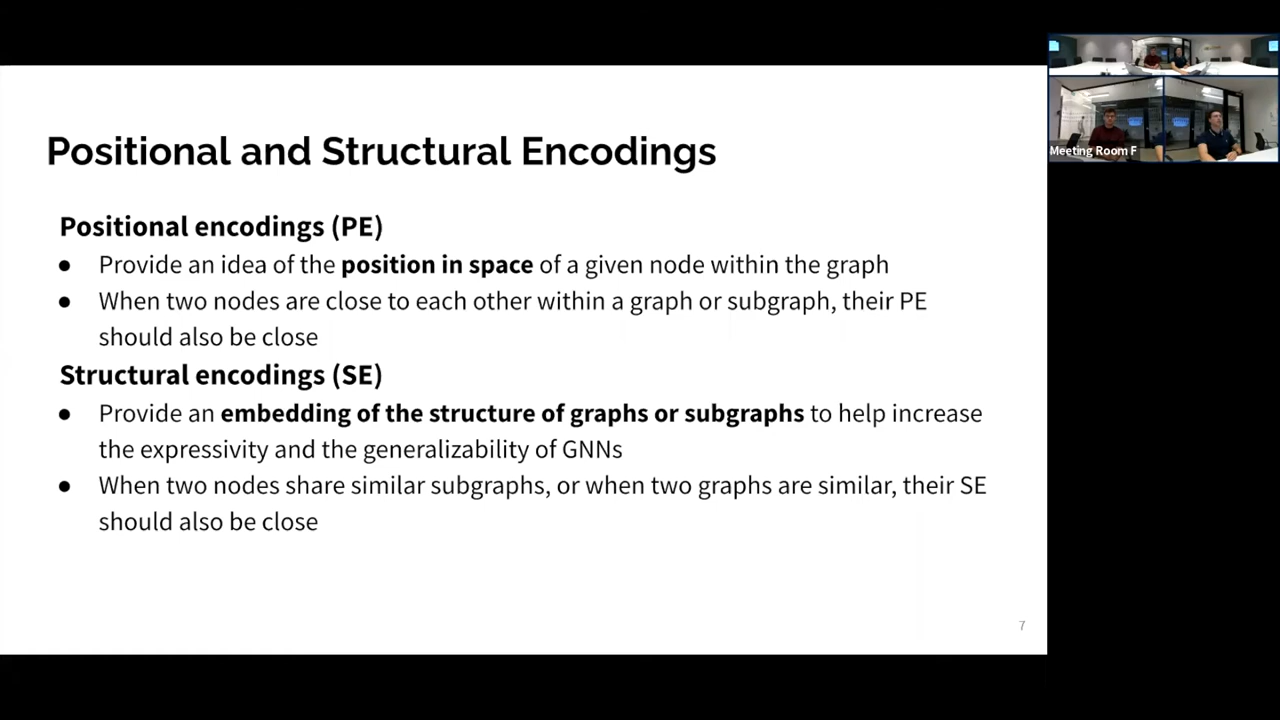 Positional and Structural Encodings
Positional encodings (PE)
● Provide an idea of the position in space of a given node within the graph
● When two nodes are close to each other within a graph or subgraph, their PE
should also be close
Structural encodings (SE)
● Provide an embedding of the structure of graphs or subgraphs to help increase
the expressivity and the generalizability of GNNs
● When two nodes share similar subgraphs, or when two graphs are similar, their SE
should also be close
7
Meeting Room F